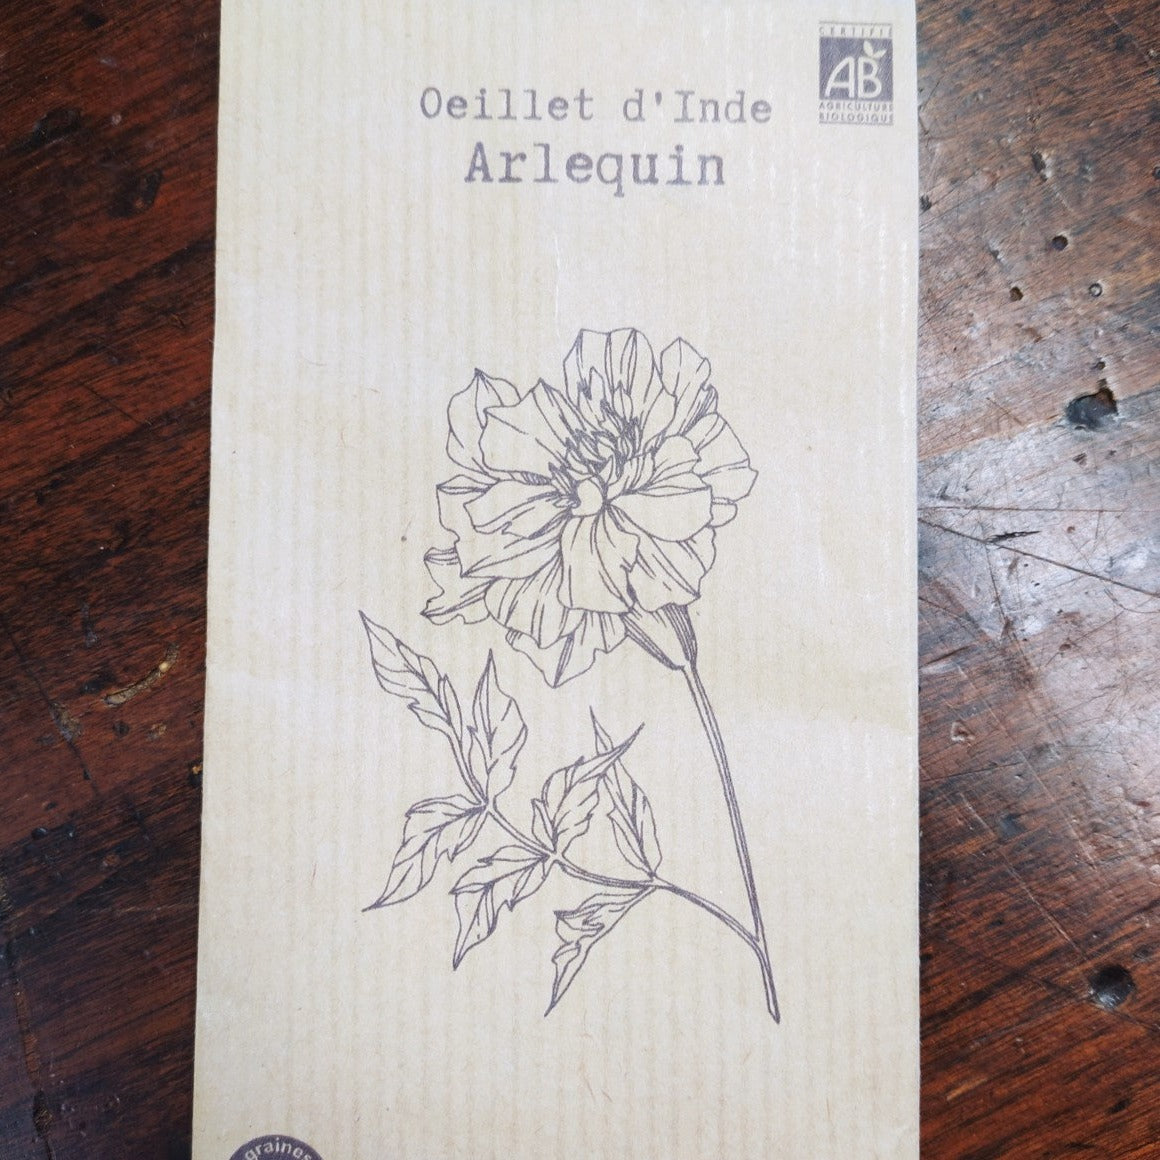 CERTIFIÉ
AB
AGRICULTURE
BIOLOGIQUE
Oeillet d'Inde
Arlequin
graines